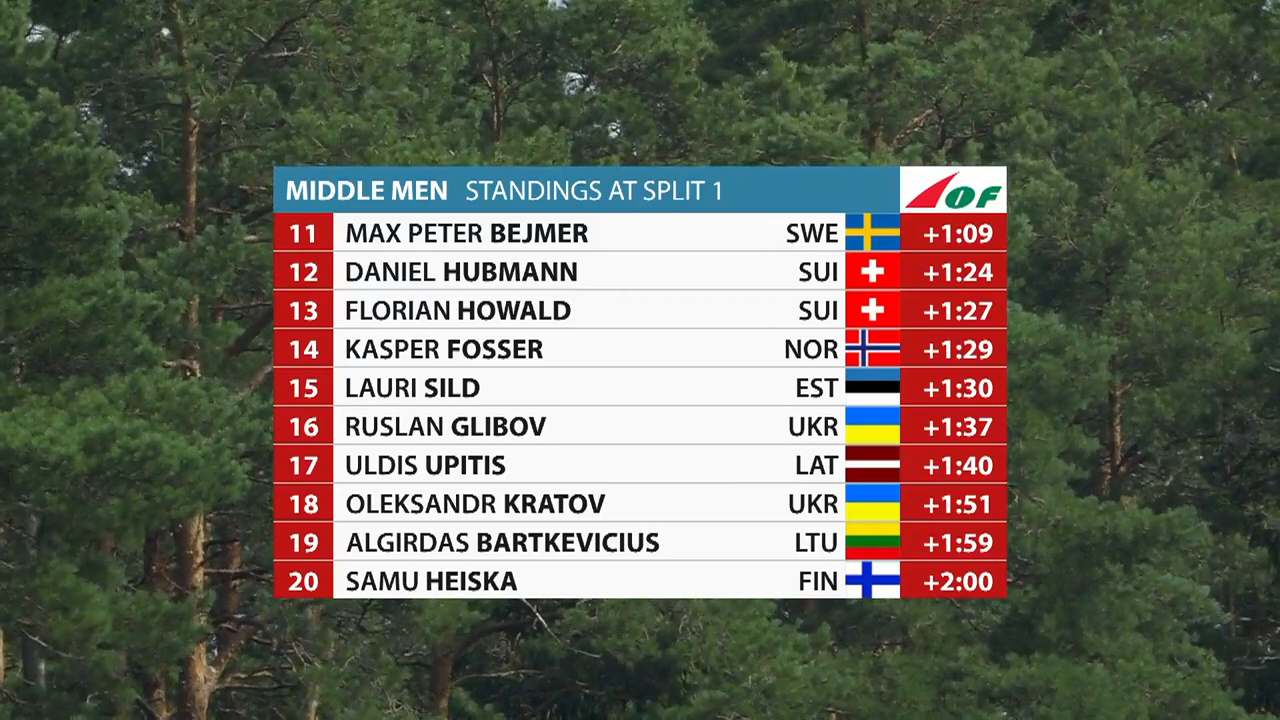 MIDDLE MEN STANDINGS AT SPLIT 1 IOF
11 MAX PETER BEJMER SWE +1:09
12 DANIEL HUBMANN SUI +1:24
13 FLORIAN HOWALD SUI +1:27
14 KASPER FOSSER NOR +1:29
15 LAURI SILD EST +1:30
16 RUSLAN GLIBOV UKR +1:37
17 ULDIS UPITIS LAT +1:40
18 OLEKSANDR KRATOV UKR +1:51
19 ALGIRDAS BARTKEVICIUS LTU +1:59
20 SAMU HEISKA FIN +2:00